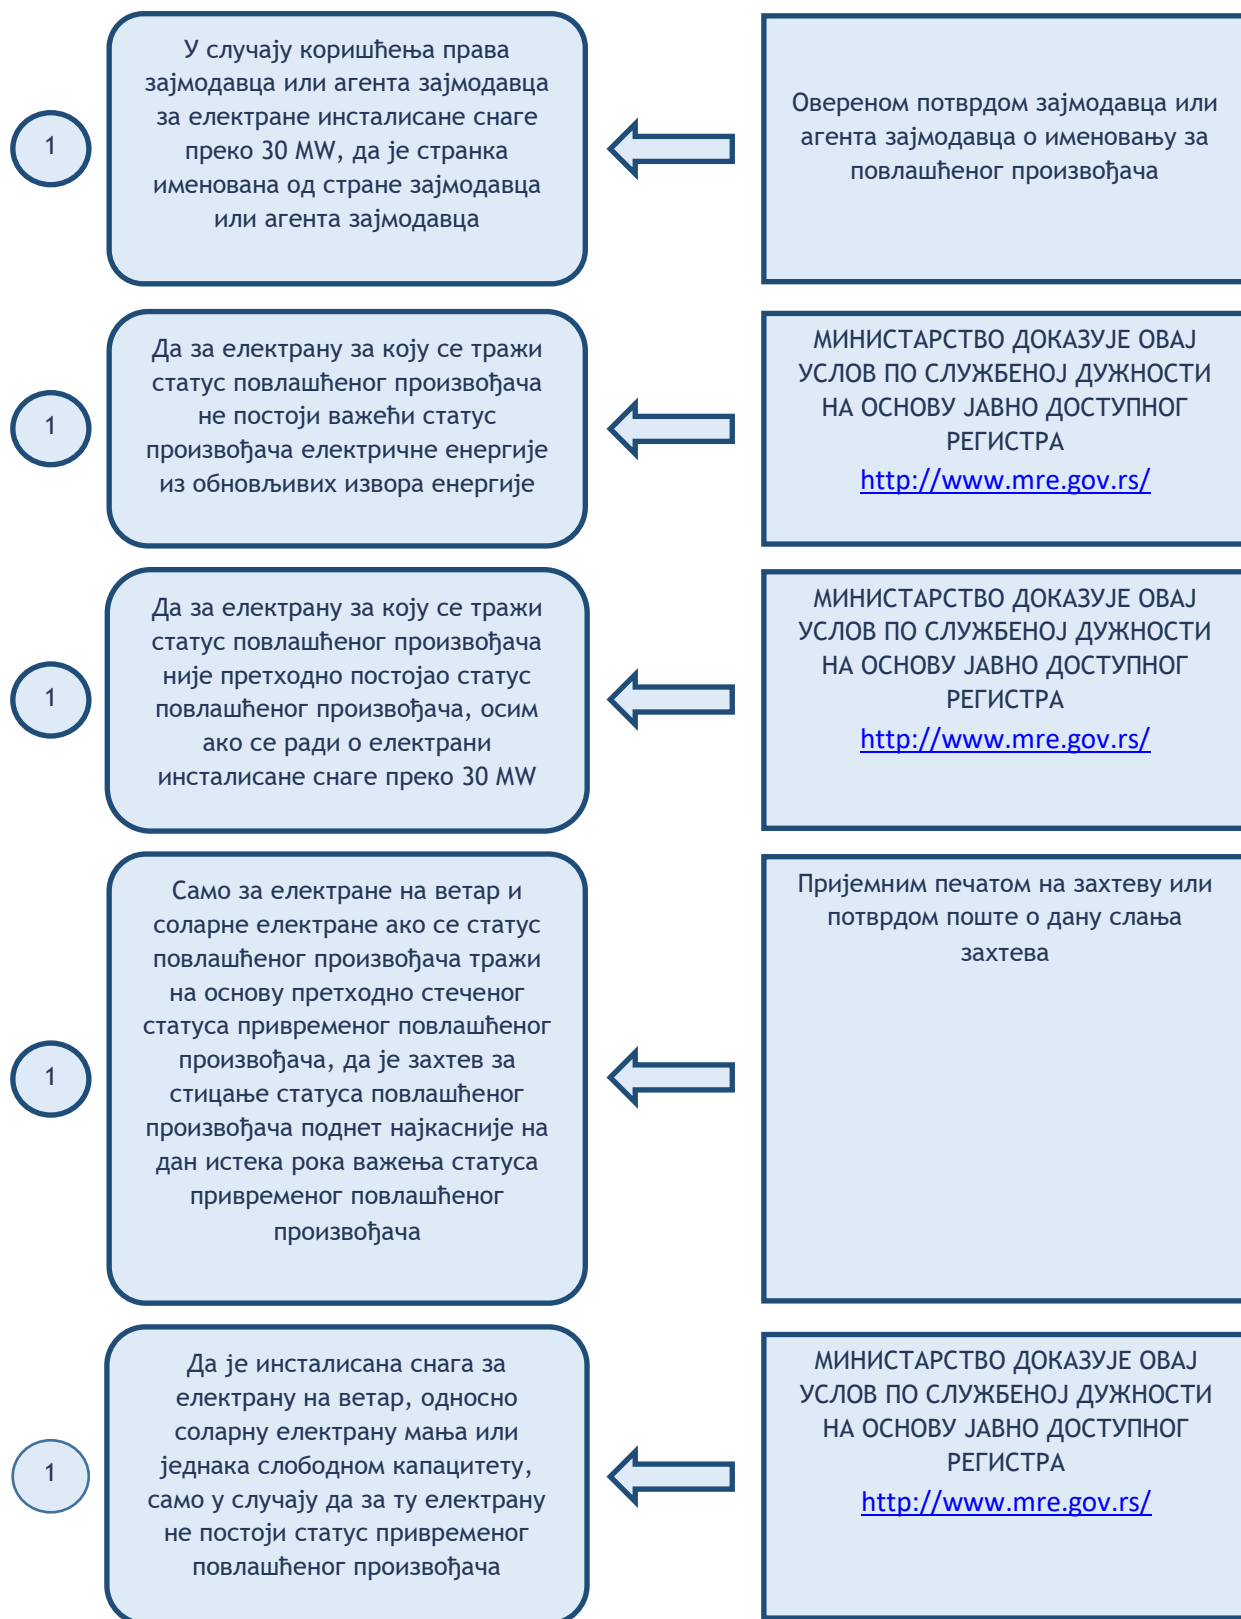 1
У случају коришћења права
зајмодавца или агента зајмодавца
за електране инсталисане снаге
преко 30 MW, да је странка
именована од стране зајмодавца
или агента зајмодавца
Овереном потврдом зајмодавца или
агента зајмодавца о именовању за
повлашћеног произвођача
1
Да за електрану за коју се тражи
статус повлашћеног произвођача
не постоји важећи статус
произвођача електричне енергије
из обновљивих извора енергије
МИНИСТАРСТВО ДОКАЗУЈЕ ОВАЈ
УСЛОВ ПО СЛУЖБЕНОЈ ДУЖНОСТИ
НА ОСНОВУ ЈАВНО ДОСТУПНОГ
РЕГИСТРА
http://www.mre.gov.rs/
1
Да за електрану за коју се тражи
статус повлашћеног произвођача
није претходно постојао статус
повлашћеног произвођача, осим
ако се ради о електрани
инсталисане снаге преко 30 MW
МИНИСТАРСТВО ДОКАЗУЈЕ ОВАЈ
УСЛОВ ПО СЛУЖБЕНОЈ ДУЖНОСТИ
НА ОСНОВУ ЈАВНО ДОСТУПНОГ
РЕГИСТРА
http://www.mre.gov.rs/
1
Само за електране на ветар и
соларне електране ако се статус
повлашћеног произвођача тражи
на основу претходно стеченог
статуса привременог повлашћеног
произвођача, да је захтев за
стицање статуса повлашћеног
произвођача поднет најкасније на
дан истека рока важења статуса
привременог повлашћеног
произвођача
Пријемним печатом на захтеву или
потврдом поште о дану слања
захтева
1
Да је инсталисана снага за
електрану на ветар, односно
соларну електрану мања или
једнака слободном капацитету,
само у случају да за ту електрану
не постоји статус привременог
повлашћеног произвођача
МИНИСТАРСТВО ДОКАЗУЈЕ ОВАЈ
УСЛОВ ПО СЛУЖБЕНОЈ ДУЖНОСТИ
НА ОСНОВУ ЈАВНО ДОСТУПНОГ
РЕГИСТРА
http://www.mre.gov.rs/